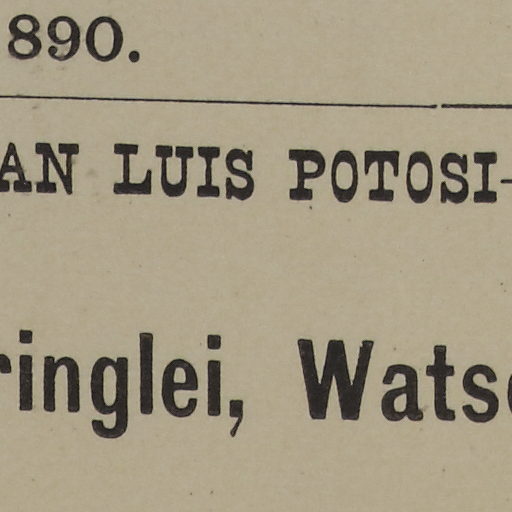 890.
AN LUIS POTOSI-
ringlei, Wats